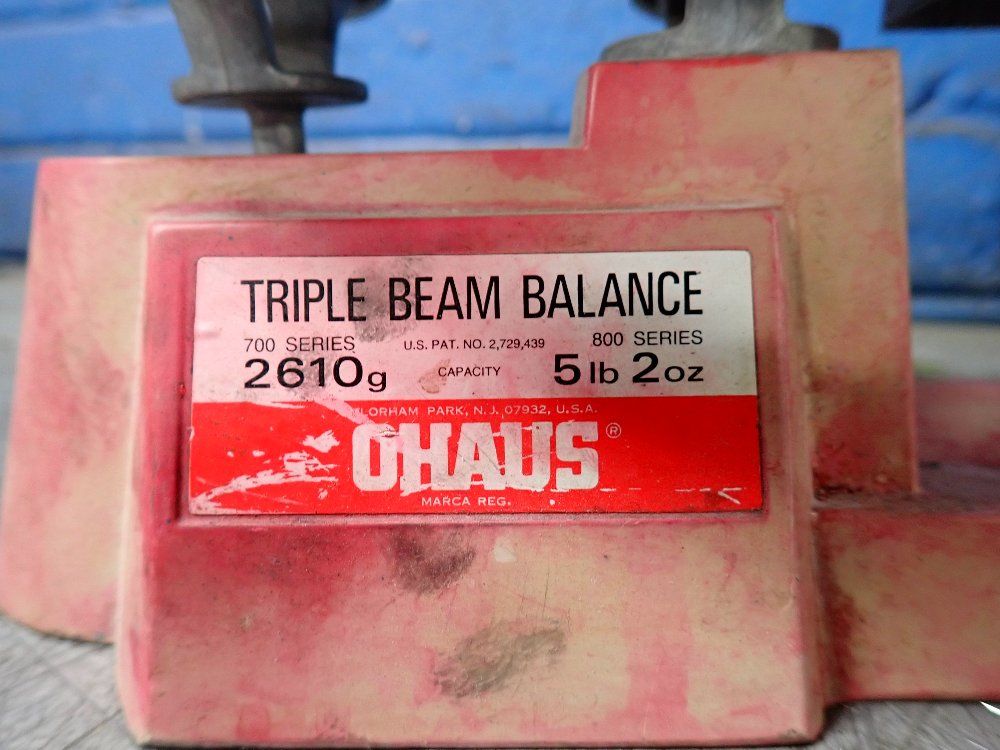 TRIPLE BEAM BALANCE
700 SERIES U.S. PAT. NO. 2,729,439 800 SERIES
2610g CAPACITY 5 lb 2 oz
LORHAM PARK, N.J. 07932, U.S.A.
OHAUS ®
MARCA REG.